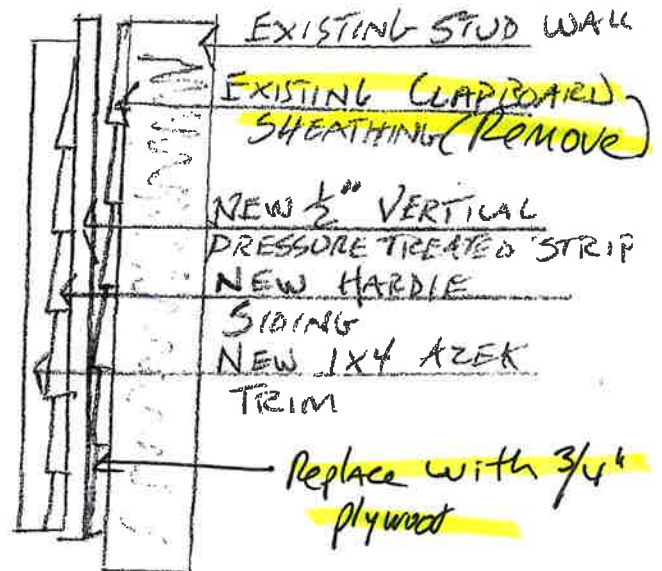 EXISTING STUD WALL
EXISTING CLAPBOARD
SHEATHING (REMOVE)
NEW 1/2" VERTICAL
PRESSURE TREATED STRIP
NEW HARDIE
SIDING
NEW 1X4 AZEK
TRIM
Replace with 3/4"
plywood